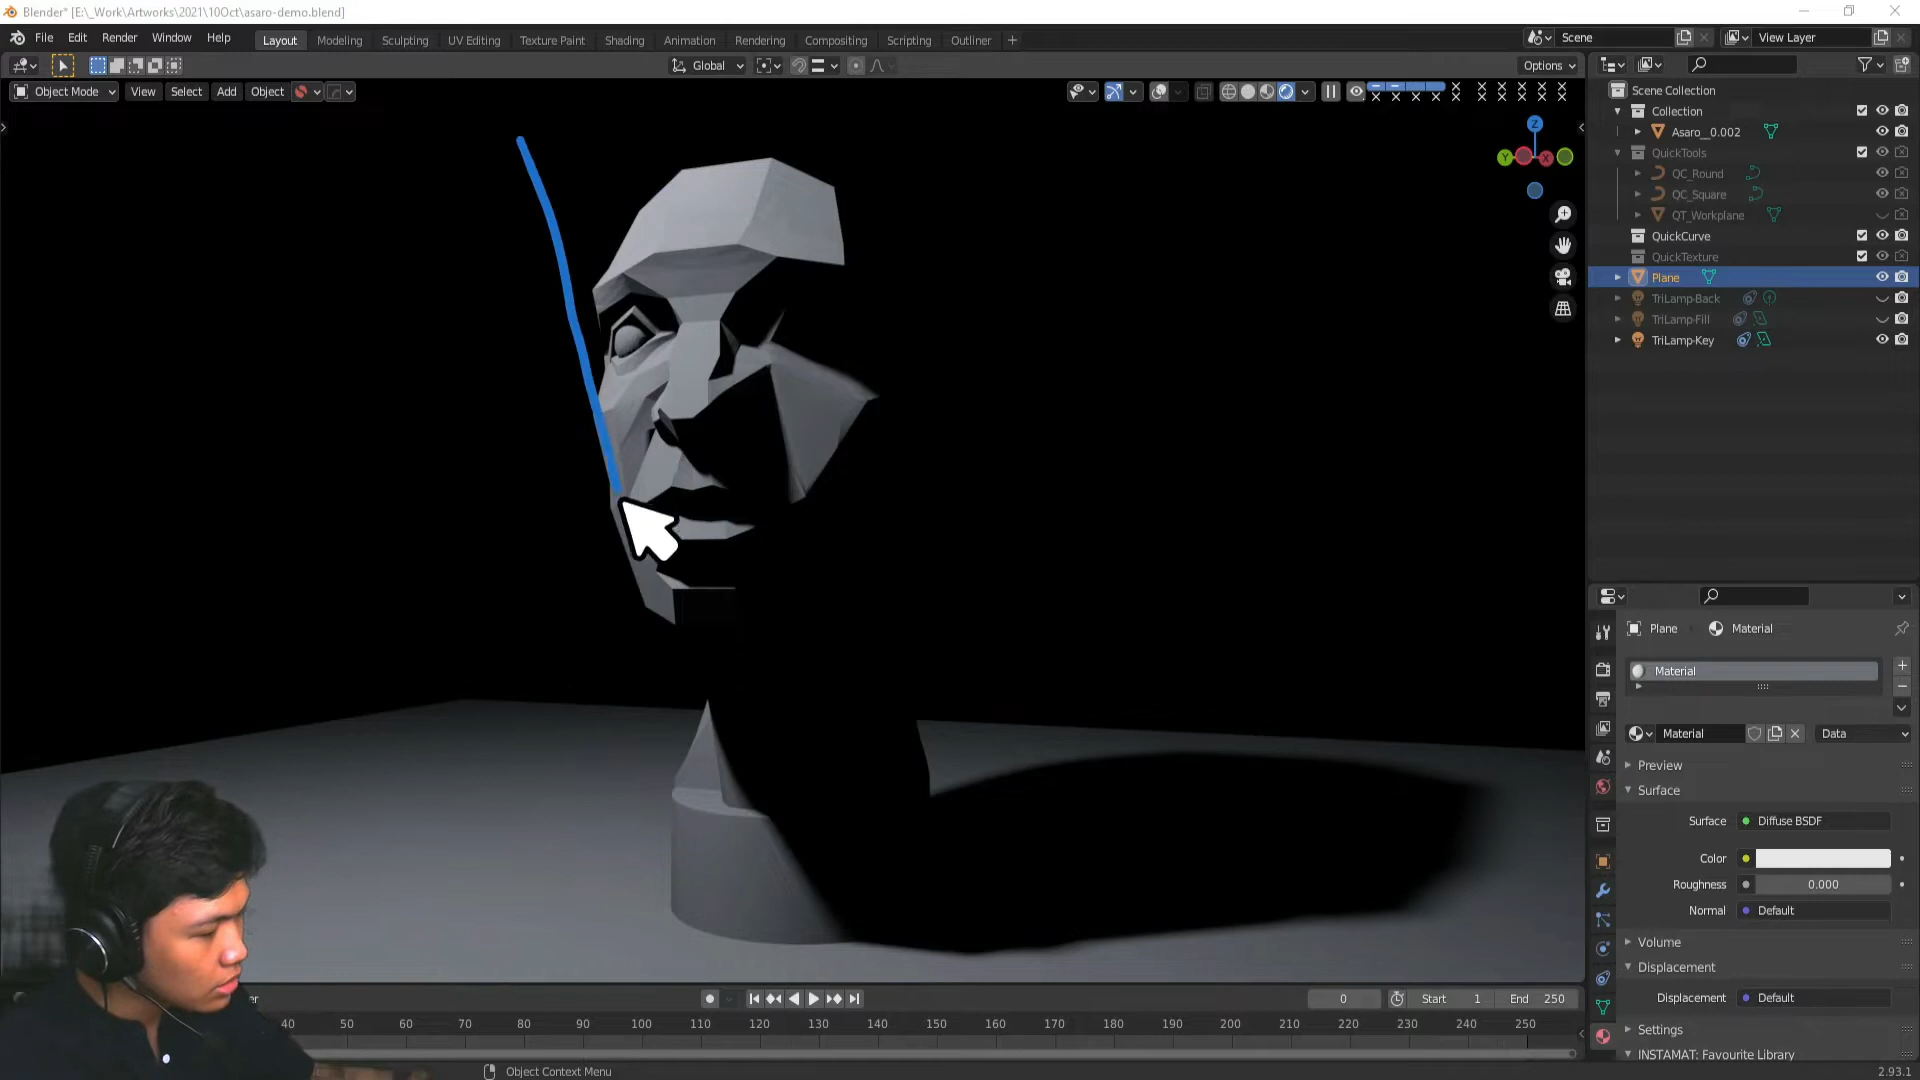 Blender* [E:\_Work\Artworks\2021\10Oct\asaro-demo.blend]
File Edit Render Window Help
Layout Modeling Sculpting UV Editing Texture Paint Shading Animation Rendering Compositing Scripting Outliner +
Scene
View Layer
Global
Options
Object Mode View Select Add Object
Z
Y
X
Scene Collection
Collection
Asaro__0.002
QuickTools
QC_Round
QC_Square
QT_Workplane
QuickCurve
QuickTexture
Plane
TriLamp-Back
TriLamp-Fill
TriLamp-Key
Plane Material
Material
Material Data
Preview
Surface
Surface Diffuse BSDF
Color
Roughness 0.000
Normal Default
Volume
Displacement
Displacement Default
Settings
INSTAMAT: Favourite Library
0 Start 1 End 250
40 50 60 70 80 90 100 110 120 130 140 150 160 170 180 190 200 210 220 230 240 250
Object Context Menu
2.93.1